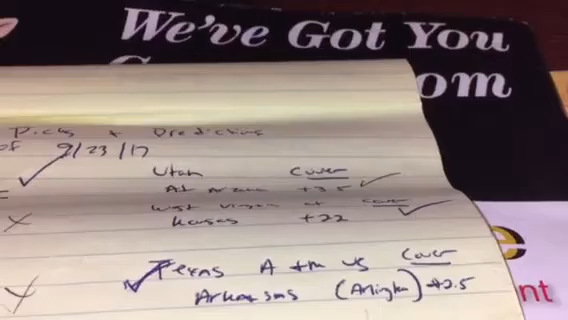 We've Got You
om
Picks + Predictions
of 9/23/17
Utah Cover
At Arizona +3.5
West Virginia at Cover
Kansas +22
Texas A+M vs Cover
Arkansas (Arlington) +2.5
e
nt